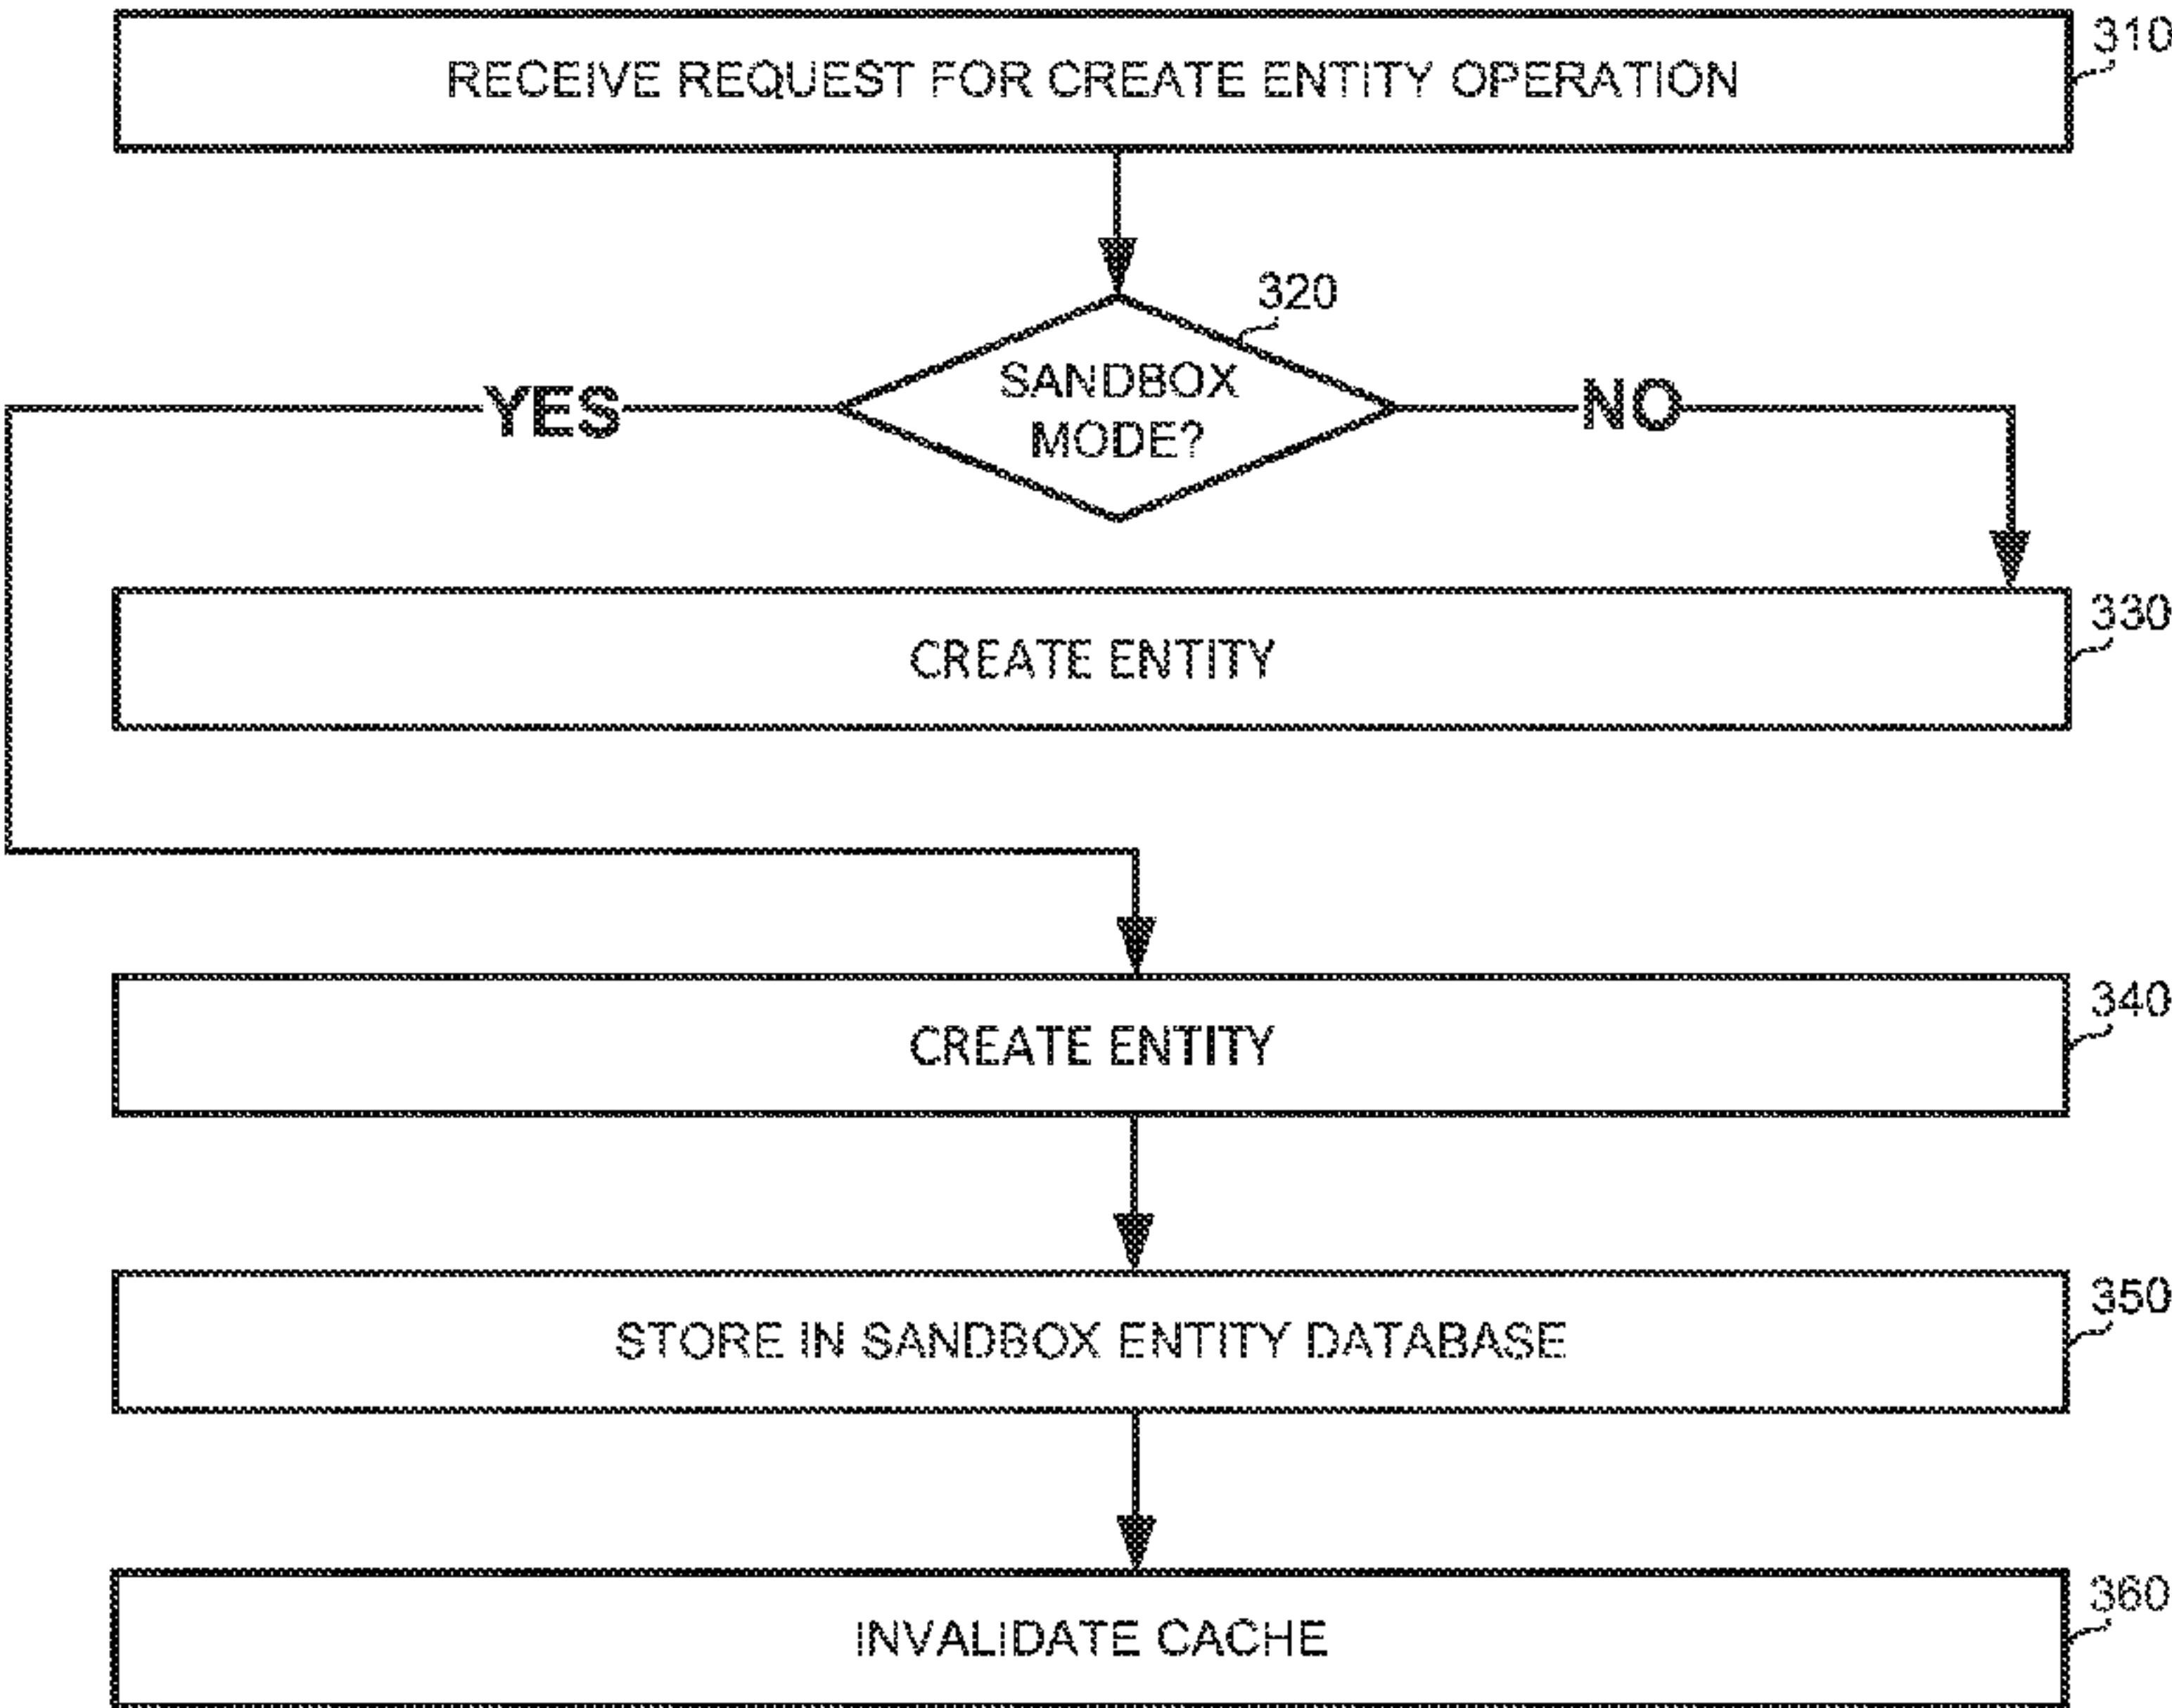 RECEIVE REQUEST FOR CREATE ENTITY OPERATION
310
320
SANDBOX
MODE?
YES
NO
CREATE ENTITY
330
CREATE ENTITY
340
STORE IN SANDBOX ENTITY DATABASE
350
INVALIDATE CACHE
360